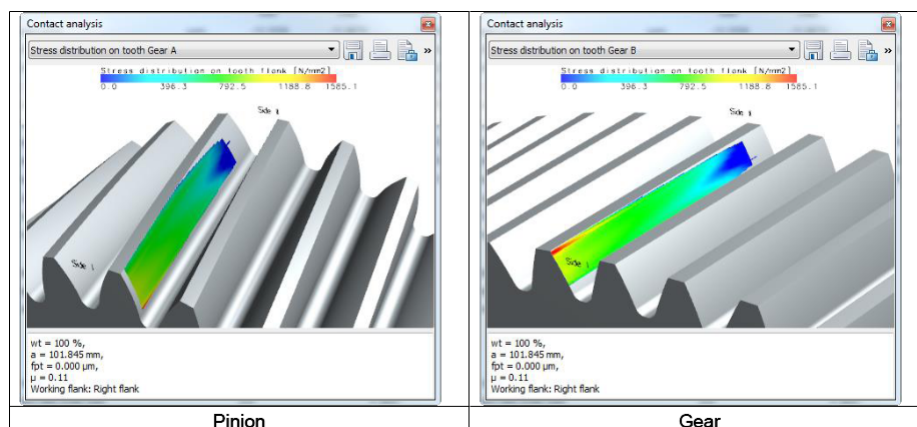 Contact analysis
Stress distribution on tooth Gear A
»
Stress distribution on tooth flank [N/mm2]
0.0 396.3 792.5 1188.8 1585.1
Side II
Side I
wt = 100 %,
a = 101.845 mm,
fpt = 0.000 µm,
µ = 0.11
Working flank: Right flank
Pinion
Contact analysis
Stress distribution on tooth Gear B
»
Stress distribution on tooth flank [N/mm2]
0.0 396.3 792.5 1188.8 1585.1
Side II
Side I
wt = 100 %,
a = 101.845 mm,
fpt = 0.000 µm,
µ = 0.11
Working flank: Right flank
Gear